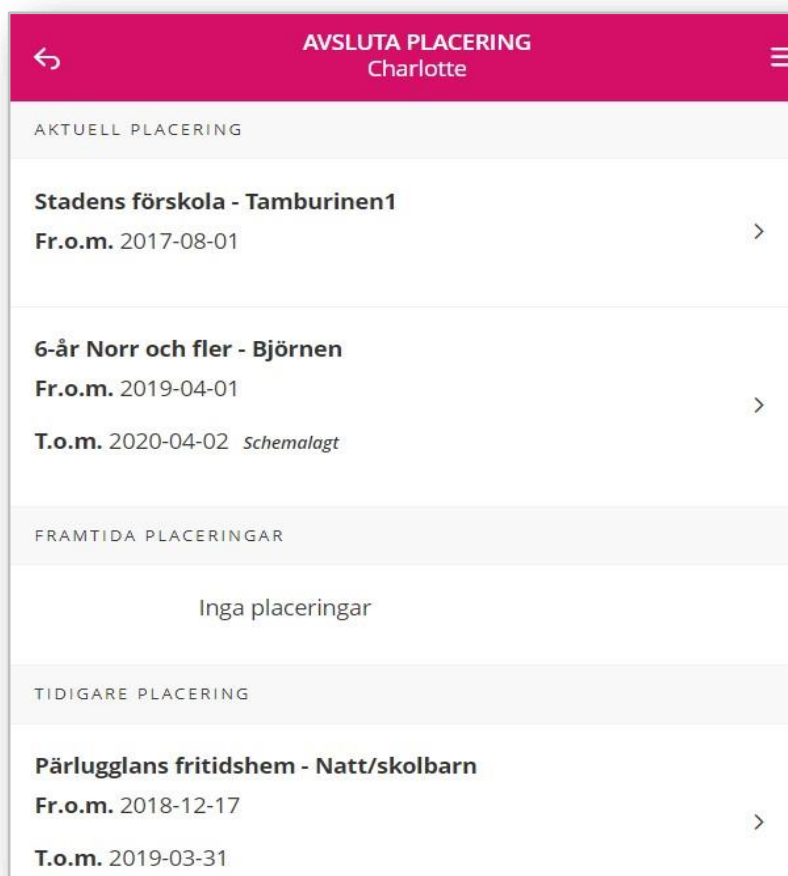 AVSLUTA PLACERING
Charlotte
AKTUELL PLACERING
Stadens förskola - Tamburinen1
Fr.o.m. 2017-08-01
6-år Norr och fler - Björnen
Fr.o.m. 2019-04-01
T.o.m. 2020-04-02 Schemalagt
FRAMTIDA PLACERINGAR
Inga placeringar
TIDIGARE PLACERING
Pärlugglans fritidshem - Natt/skolbarn
Fr.o.m. 2018-12-17
T.o.m. 2019-03-31